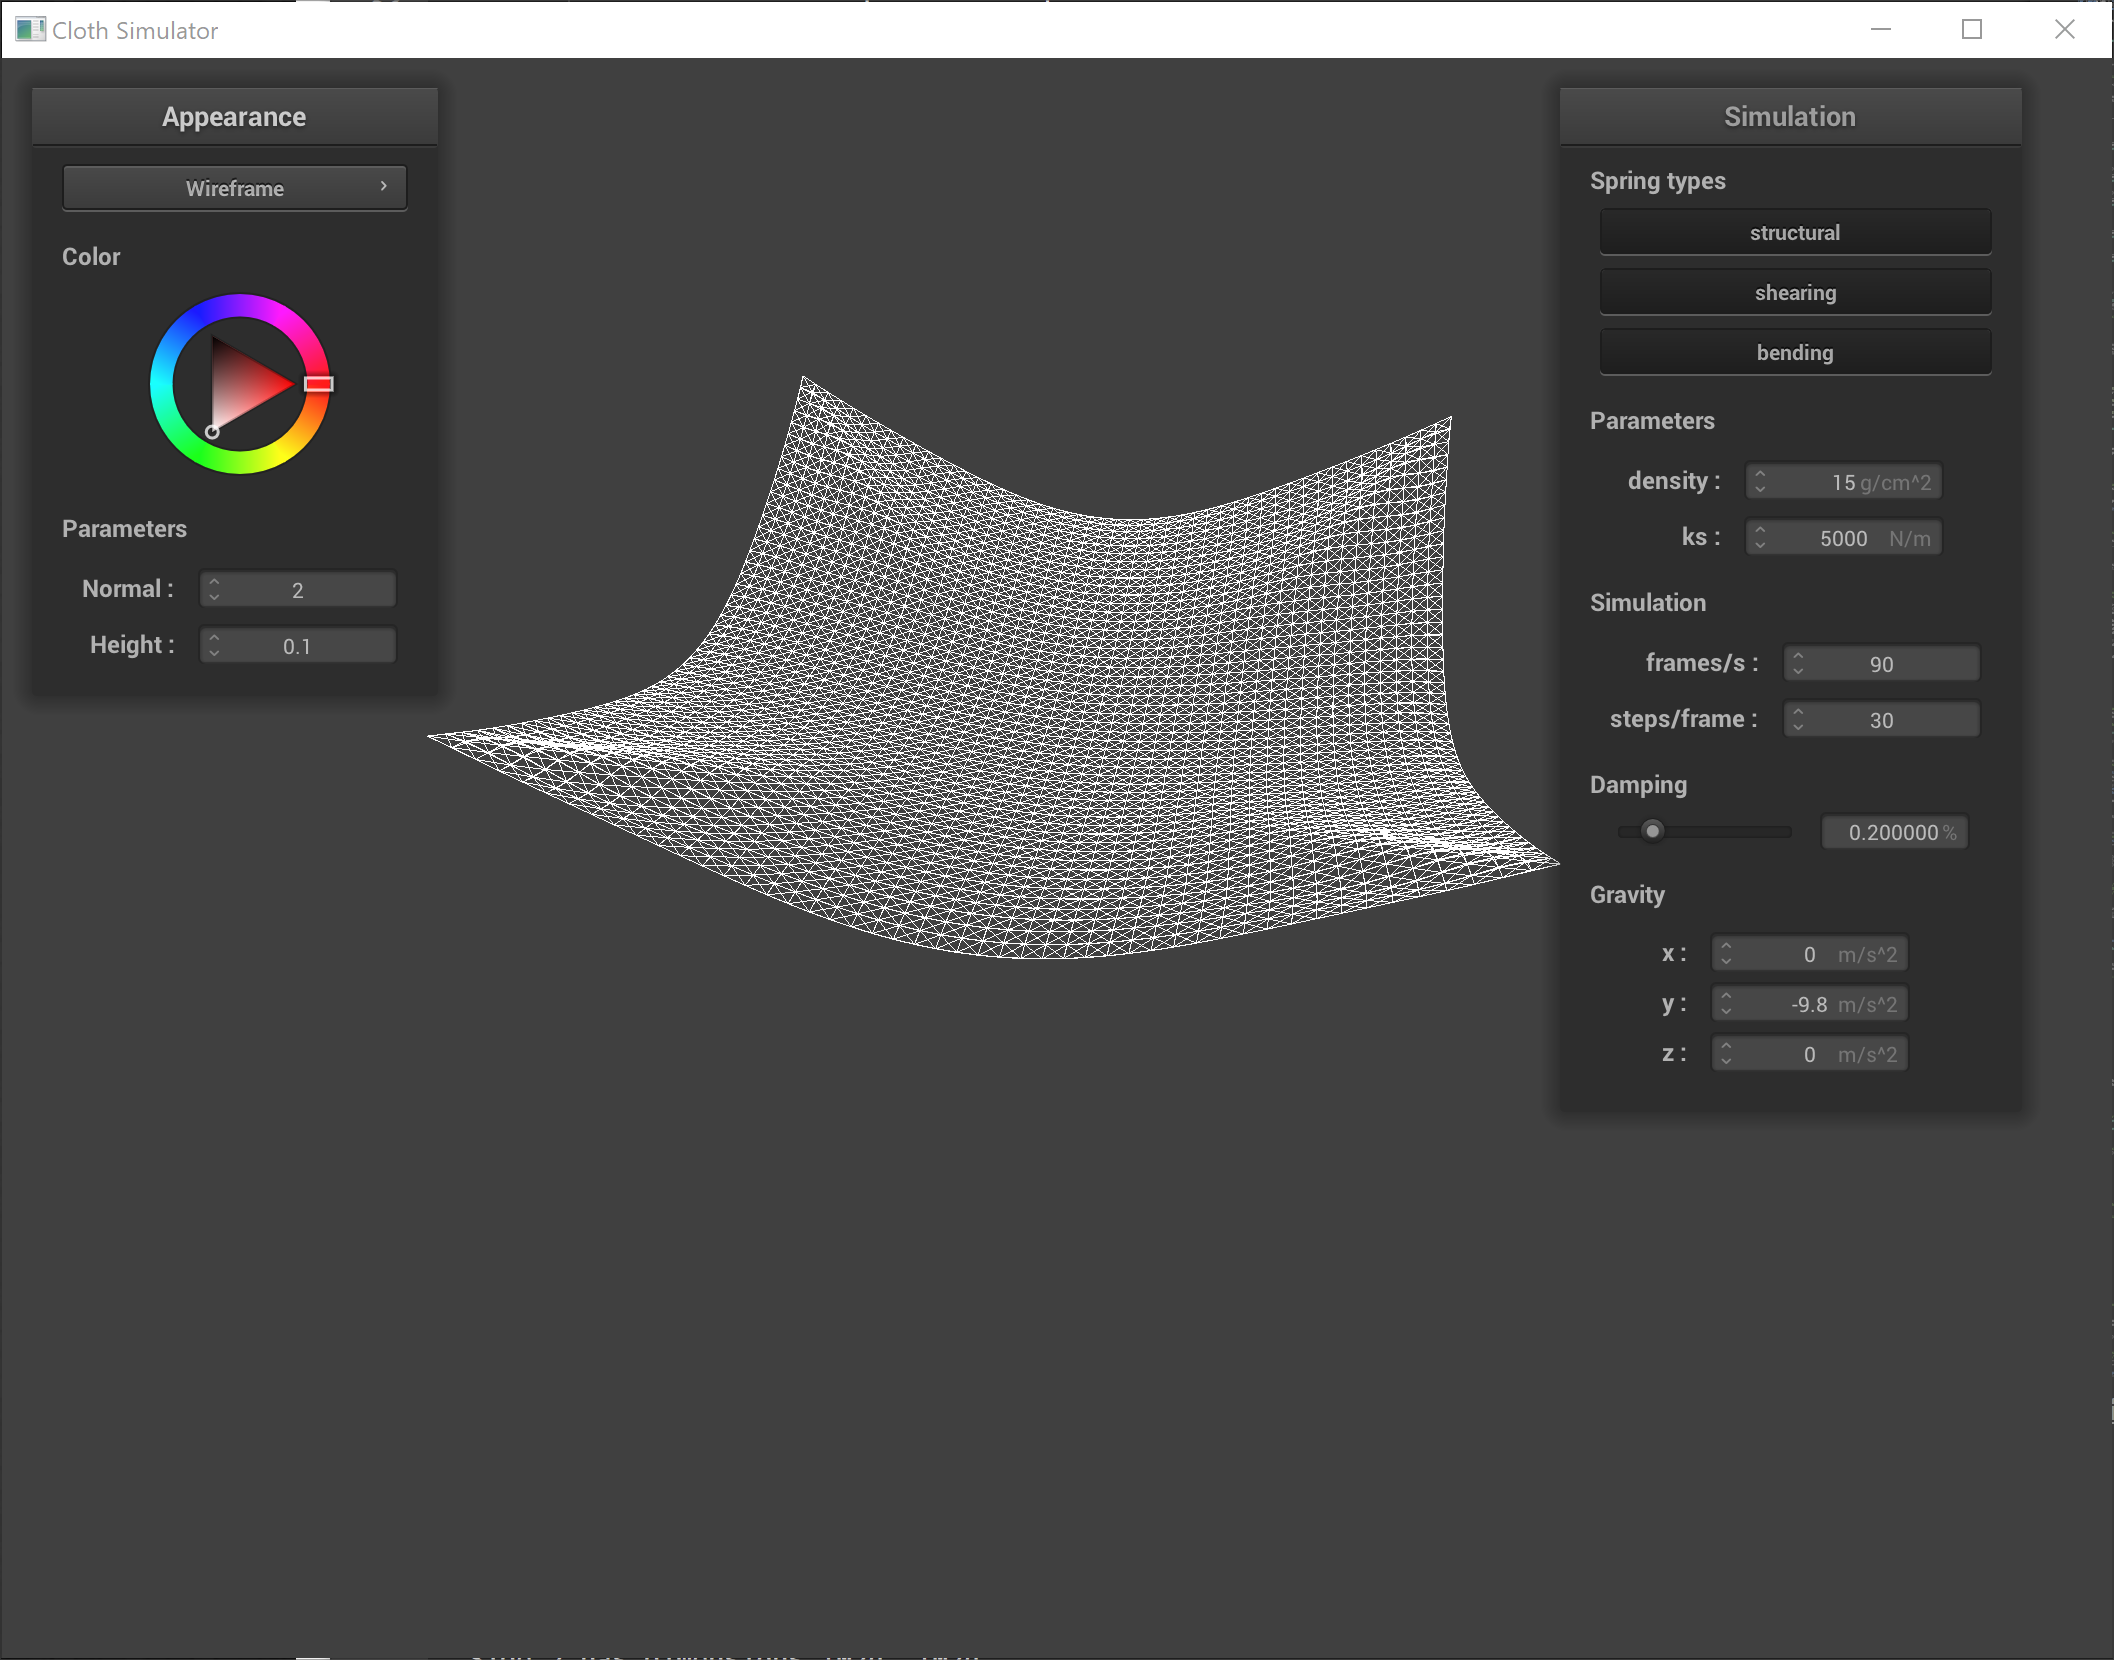 Cloth Simulator
Appearance
Wireframe
Color
Parameters
Normal : 2
Height : 0.1
Simulation
Spring types
structural
shearing
bending
Parameters
density : 15 g/cm^2
ks : 5000 N/m
Simulation
frames/s : 90
steps/frame : 30
Damping
0.200000 %
Gravity
x : 0 m/s^2
y : -9.8 m/s^2
z : 0 m/s^2